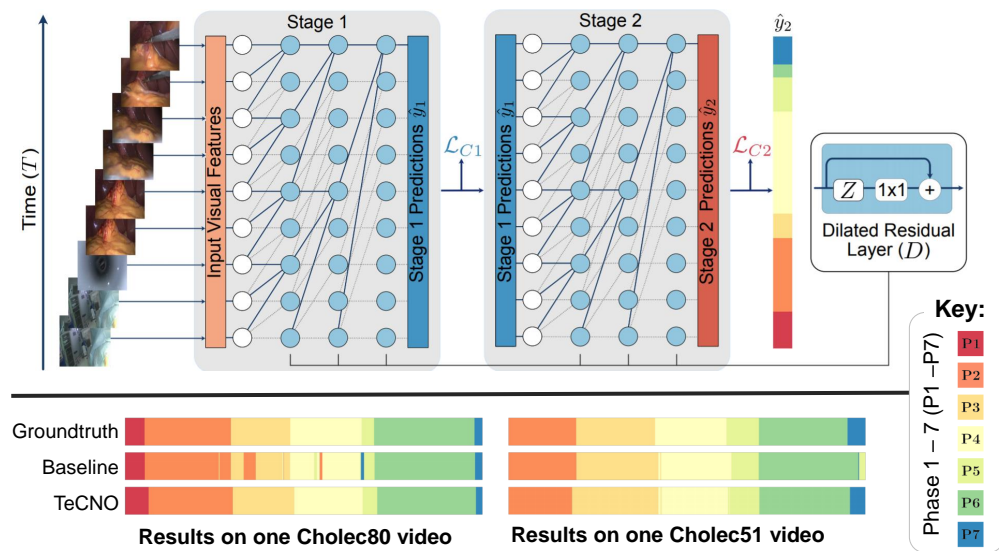 Stage 1
Stage 2
ŷ₂
Time (T)
Input Visual Features
Stage 1 Predictions ŷ₁
ℒ_C1
Stage 1 Predictions ŷ₁
Stage 2 Predictions ŷ₂
ℒ_C2
Z
1x1
+
Dilated Residual
Layer (D)
Key:
Phase 1 – 7 (P1 –P7)
P1
P2
P3
P4
P5
P6
P7
Groundtruth
Baseline
TeCNO
Results on one Cholec80 video
Results on one Cholec51 video